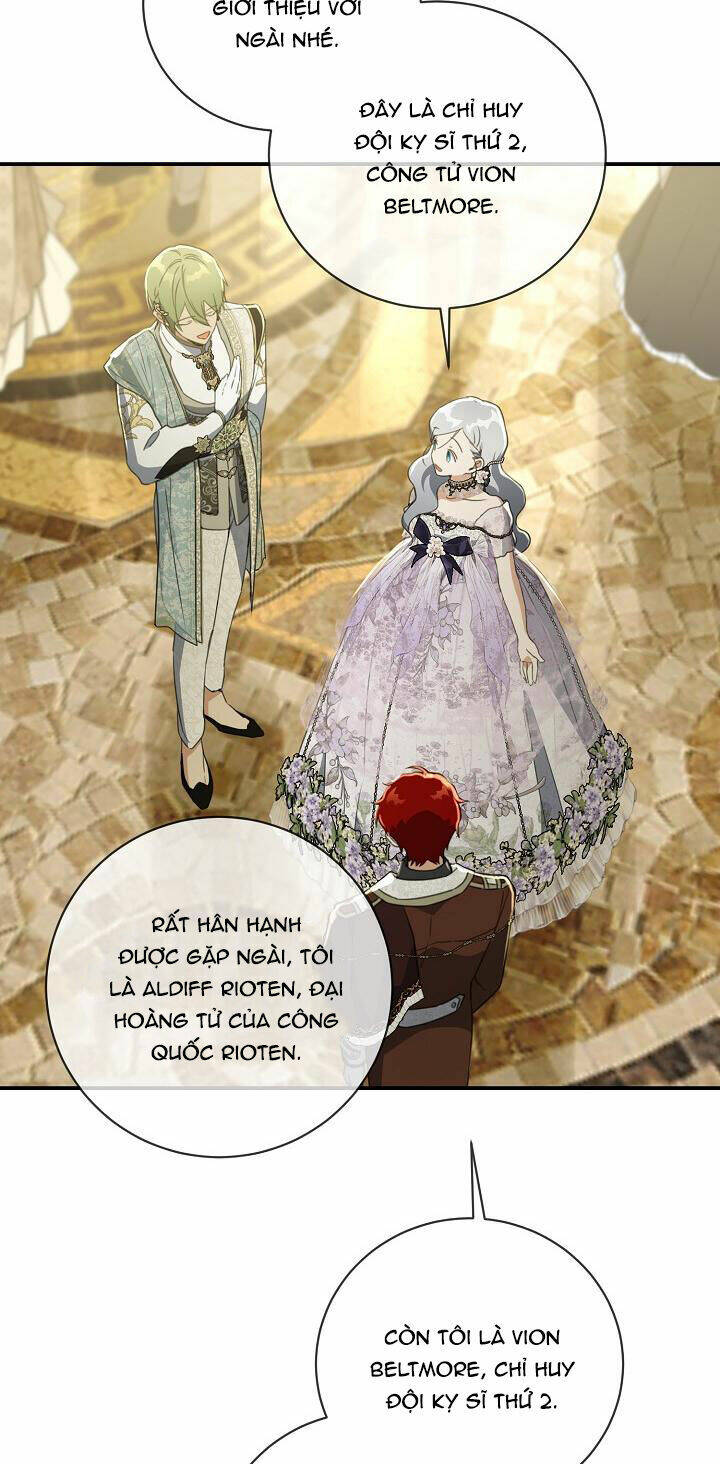 GIỚI THIỆU VỚI
NGÀI NHÉ.
ĐÂY LÀ CHỈ HUY
ĐỘI KỴ SĨ THỨ 2,
CÔNG TỬ VION
BELTMORE.
RẤT HÂN HẠNH
ĐƯỢC GẶP NGÀI, TÔI
LÀ ALDIFF RIOTEN, ĐẠI
HOÀNG TỬ CỦA CÔNG
QUỐC RIOTEN.
CÒN TÔI LÀ VION
BELTMORE, CHỈ HUY
ĐỘI KỴ SĨ THỨ 2.